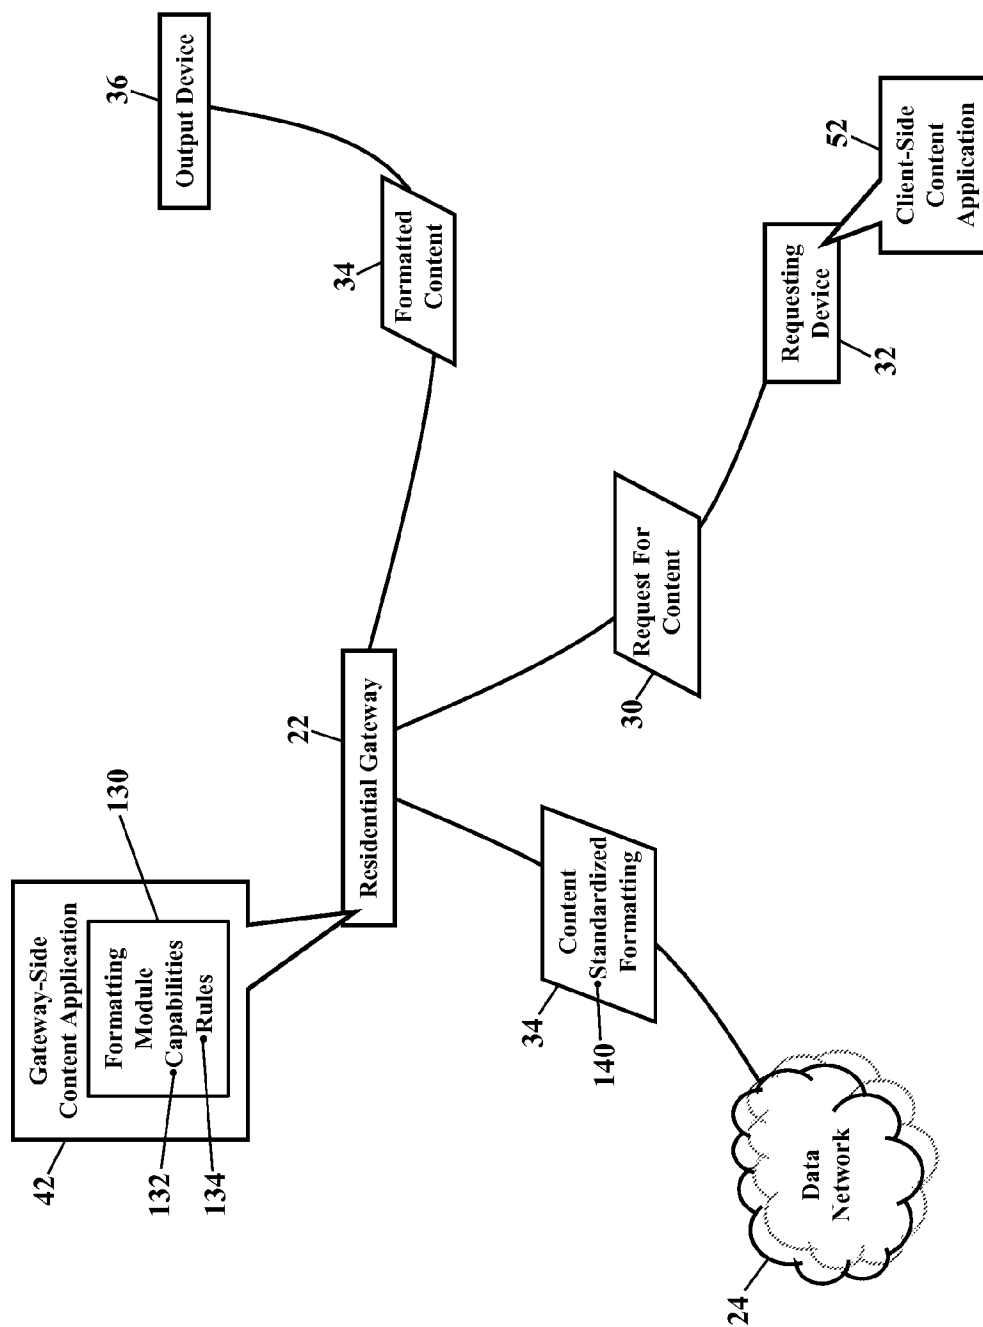 42
Gateway-Side
Content Application
Formatting
Module
•Capabilities
•Rules
130
132
134
22
Residential Gateway
36
Output Device
34
Formatted
Content
34
Content
•Standardized
Formatting
140
30
Request For
Content
Requesting
Device
32
52
Client-Side
Content
Application
24
Data
Network